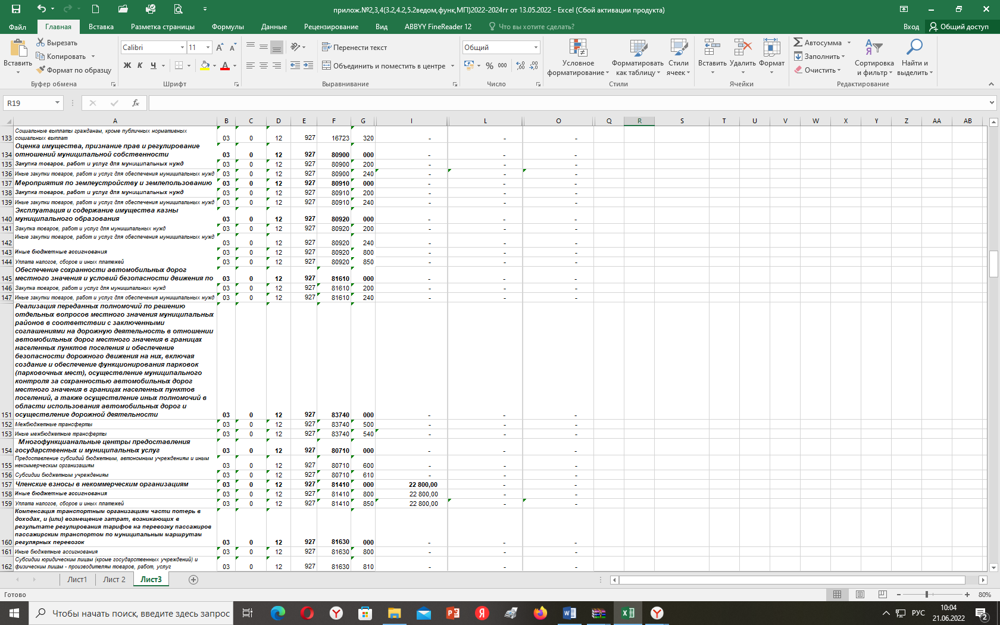 прилож.№2,3,4(3.2,4.2,5.2ведом,функ,МП)2022-2024гг от 13.05.2022 - Excel (Сбой активации продукта)
Файл Главная Вставка Разметка страницы Формулы Данные Рецензирование Вид ABBYY FineReader 12 Что вы хотите сделать? Вход Общий доступ
Вставить
Вырезать
Копировать
Формат по образцу
Буфер обмена
Calibri 11
Ж К Ч
Шрифт
Перенести текст
Объединить и поместить в центре
Выравнивание
Общий
% 000
Число
Условное форматирование
Форматировать как таблицу
Стили ячеек
Стили
Вставить Удалить Формат
Ячейки
Автосумма
Заполнить
Очистить
Сортировка и фильтр
Найти и выделить
Редактирование
R19 fx
A B C D E F G I L O Q R S T U V W X Y Z AA AB
Социальные выплаты гражданам, кроме публичных нормативных
133 социальных выплат 03 0 12 927 16723 320 - - -
Оценка имущества, признание прав и регулирование
134 отношений муниципальной собственности 03 0 12 927 80900 000 - - -
135 Закупка товаров, работ и услуг для муниципальных нужд 03 0 12 927 80900 200 - - -
136 Иные закупки товаров, работ и услуг для обеспечения муниципальных нужд 03 0 12 927 80900 240 - - -
137 Мероприятия по землеустройству и землепользованию 03 0 12 927 80910 000 - - -
138 Закупка товаров, работ и услуг для муниципальных нужд 03 0 12 927 80910 200 - - -
139 Иные закупки товаров, работ и услуг для обеспечения муниципальных нужд 03 0 12 927 80910 240 - - -
Эксплуатация и содержание имущества казны
140 муниципального образования 03 0 12 927 80920 000 - - -
141 Закупка товаров, работ и услуг для муниципальных нужд 03 0 12 927 80920 200 - - -
Иные закупки товаров, работ и услуг для обеспечения муниципальных нужд
142 03 0 12 927 80920 240 - - -
143 Иные бюджетные ассигнования 03 0 12 927 80920 800 - - -
144 Уплата налогов, сборов и иных платежей 03 0 12 927 80920 850 - - -
Обеспечение сохранности автомобильных дорог
145 местного значения и условий безопасности движения по 03 0 12 927 81610 000 - - -
146 Закупка товаров, работ и услуг для муниципальных нужд 03 0 12 927 81610 200 - - -
147 Иные закупки товаров, работ и услуг для обеспечения муниципальных нужд 03 0 12 927 81610 240 - - -
Реализация переданных полномочий по решению
отдельных вопросов местного значения муниципальных
районов в соответствии с заключенными
соглашениями на дорожную деятельность в отношении
автомобильных дорог местного значения в границах
населенных пунктов поселения и обеспечение
безопасности дорожного движения на них, включая
создание и обеспечение функционирования парковок
(парковочных мест), осуществление муниципального
контроля за сохранностью автомобильных дорог
местного значения в границах населенных пунктов
поселений, а также осуществление иных полномочий в
области использования автомобильных дорог и
151 осуществление дорожной деятельности 03 0 12 927 83740 000 - - -
152 Межбюджетные трансферты 03 0 12 927 83740 500 - - -
153 Иные межбюджетные трансферты 03 0 12 927 83740 540 - - -
Многофункцианальные центры предоставления
154 государственных и муниципальных услуг 03 0 12 927 80710 000 - - -
Предоставление субсидий бюджетным, автономным учреждениям и иным
155 некоммерческим организациям 03 0 12 927 80710 600 - - -
156 Субсидии бюджетным учреждениям 03 0 12 927 80710 610 - - -
157 Членские взносы в некоммерческим организациям 03 0 12 927 81410 000 22 800,00 - -
158 Иные бюджетные ассигнования 03 0 12 927 81410 800 22 800,00 - -
159 Уплата налогов, сборов и иных платежей 03 0 12 927 81410 850 22 800,00 - -
Компенсация транспортным организациям части потерь в
доходах, и (или) возмещение затрат, возникающих в
результате регулирования тарифов на перевозку пассажиров
пассажирским транспортом по муниципальным маршрутам
160 регулярных перевозок 03 0 12 927 81630 000 - - -
161 Иные бюджетные ассигнования 03 0 12 927 81630 800 - - -
Субсидии юридическим лицам (кроме государственных учреждений) и
162 физическим лицам - производителям товаров, работ, услуг 03 0 12 927 81630 810 - - -
Лист1 Лист 2 Лист3
Готово 80%
Чтобы начать поиск, введите здесь запрос
РУС
10:04
21.06.2022
2